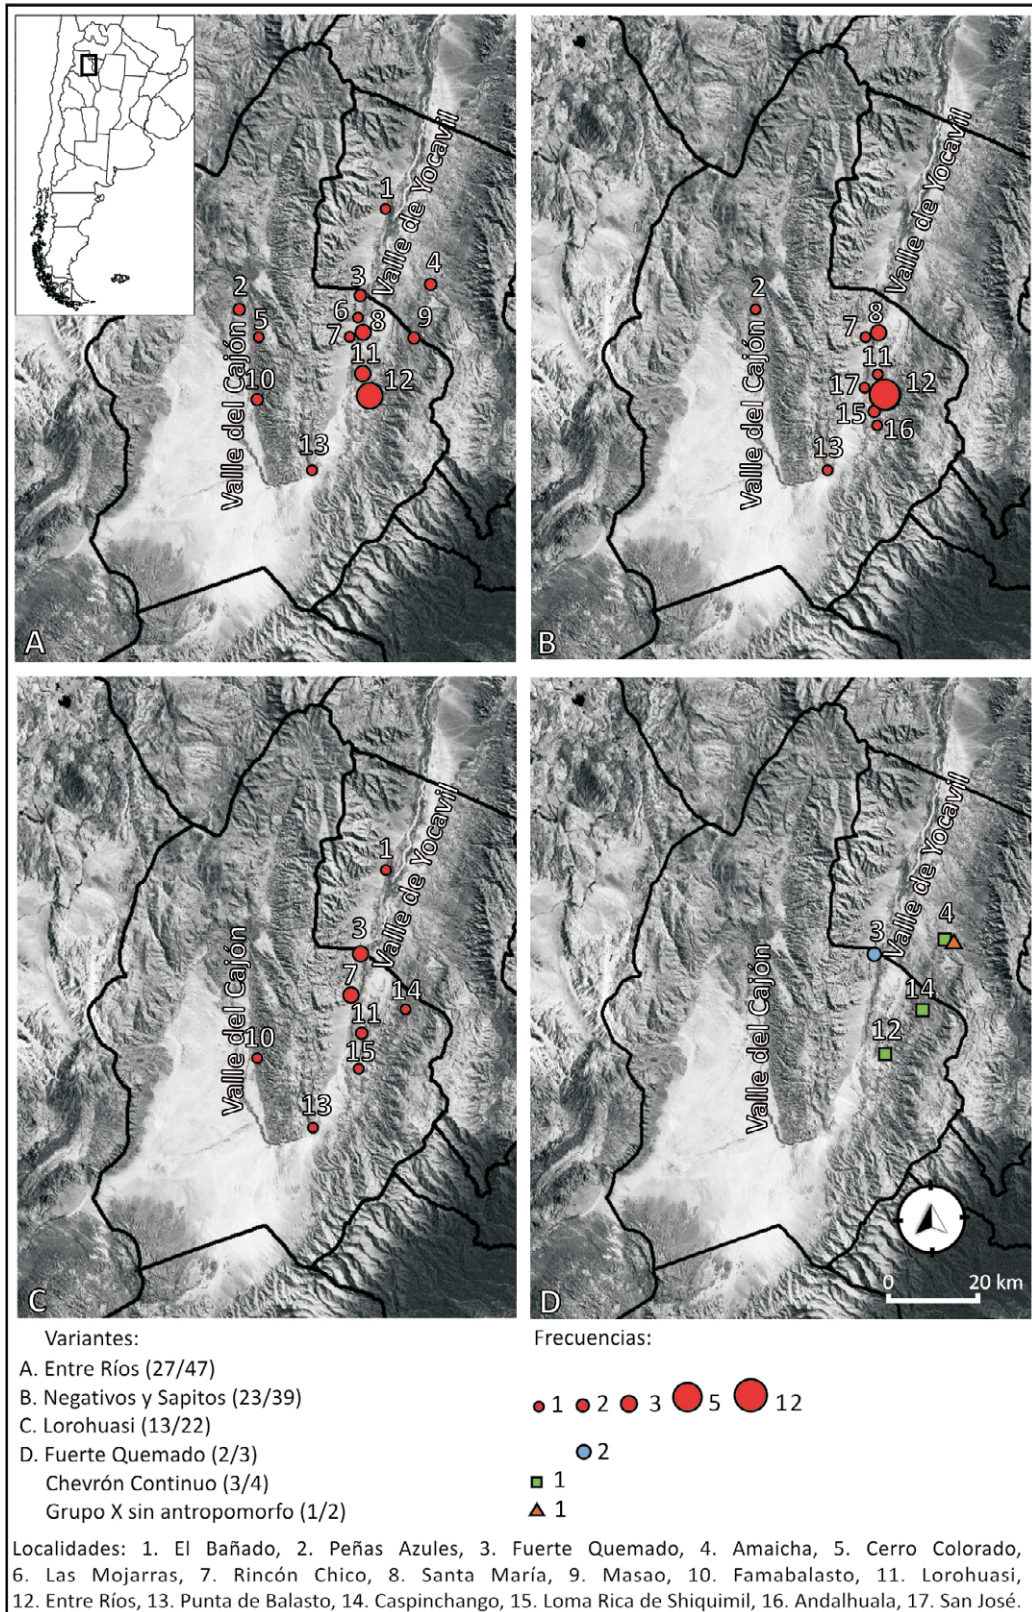 1
Valle de Yocavil
4
2
3
6
5
7
8
9
Valle del Cajón
11
10
12
13
A
Valle de Yocavil
2
Valle del Cajón
7
8
11
17
12
15
16
13
B
Valle de Yocavil
1
3
Valle del Cajón
7
14
11
10
15
13
C
Valle de Yocavil
4
3
Valle del Cajón
14
12
0 20 km
D
Variantes:
A. Entre Ríos (27/47)
B. Negativos y Sapitos (23/39)
C. Lorohuasi (13/22)
D. Fuerte Quemado (2/3)
Chevrón Continuo (3/4)
Grupo X sin antropomorfo (1/2)
Frecuencias:
1 2 3 5 12
2
1
1
Localidades: 1. El Bañado, 2. Peñas Azules, 3. Fuerte Quemado, 4. Amaicha, 5. Cerro Colorado,
6. Las Mojarras, 7. Rincón Chico, 8. Santa María, 9. Masao, 10. Famabalasto, 11. Lorohuasi,
12. Entre Ríos, 13. Punta de Balasto, 14. Caspinchango, 15. Loma Rica de Shiquimil, 16. Andalhuala, 17. San José.